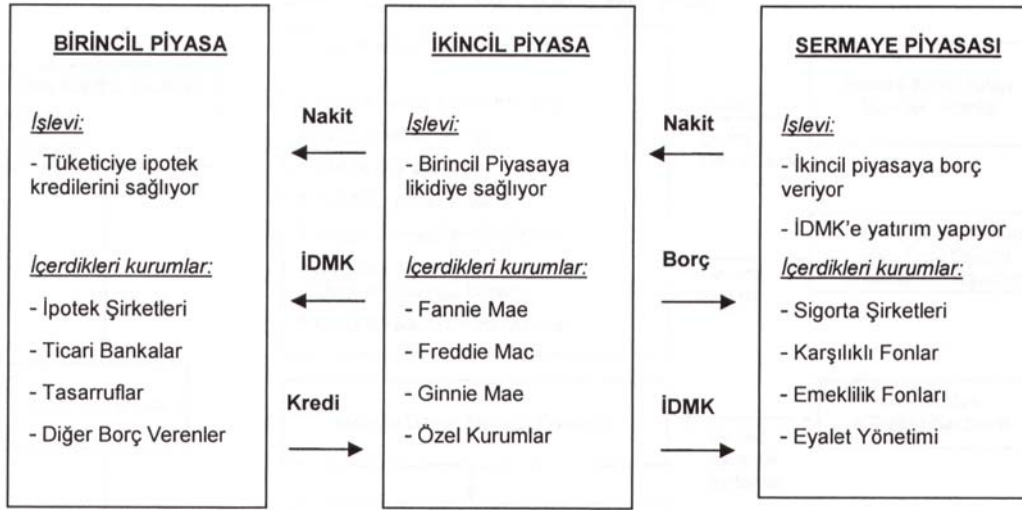 BİRİNCİL PİYASA
İşlevi:
- Tüketiciye ipotek
kredilerini sağlıyor
İçerdikleri kurumlar:
- İpotek Şirketleri
- Ticari Bankalar
- Tasarruflar
- Diğer Borç Verenler
Nakit
İDMK
Kredi
İKİNCİL PİYASA
İşlevi:
- Birincil Piyasaya
likidiye sağlıyor
İçerdikleri kurumlar:
- Fannie Mae
- Freddie Mac
- Ginnie Mae
- Özel Kurumlar
Nakit
Borç
İDMK
SERMAYE PİYASASI
İşlevi:
- İkincil piyasaya borç
veriyor
- İDMK'e yatırım yapıyor
İçerdikleri kurumlar:
- Sigorta Şirketleri
- Karşılıklı Fonlar
- Emeklilik Fonları
- Eyalet Yönetimi